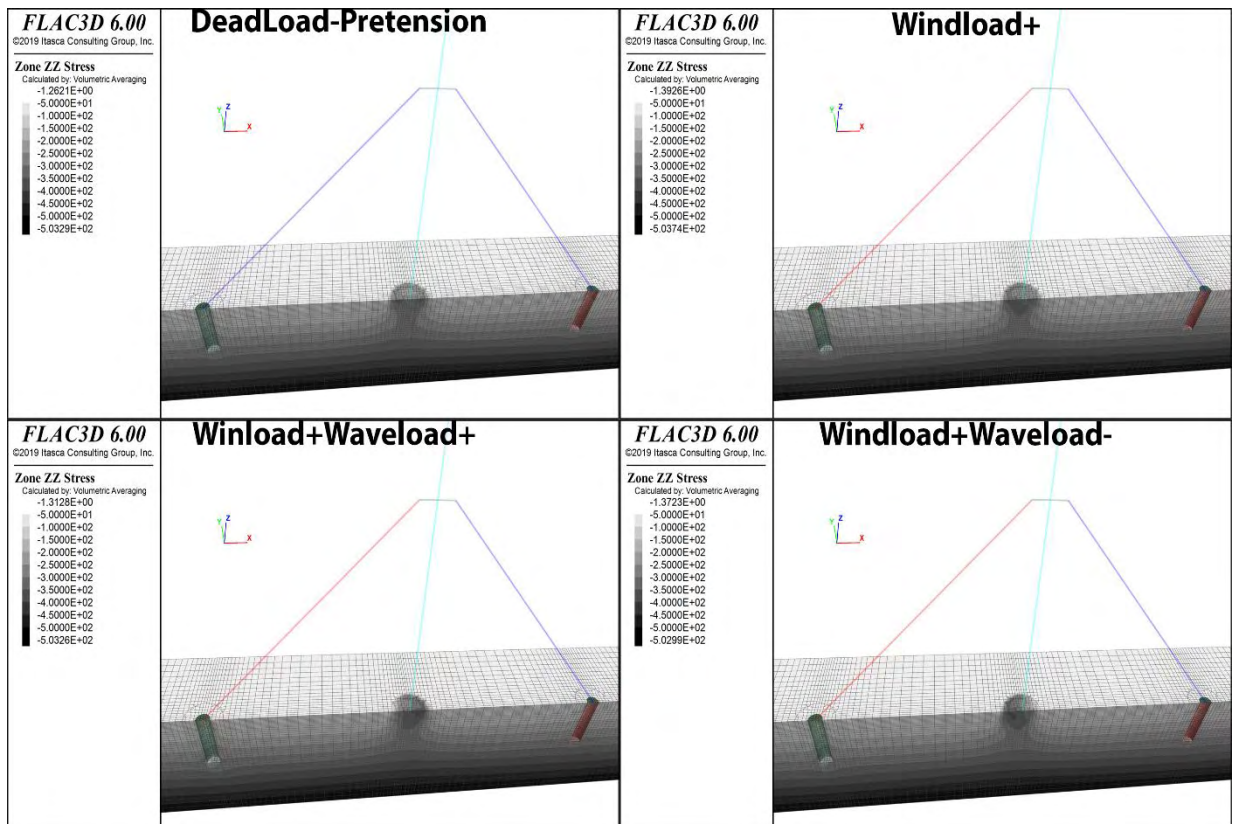 FLAC3D 6.00
©2019 Itasca Consulting Group, Inc.
DeadLoad-Pretension
Zone ZZ Stress
Calculated by: Volumetric Averaging
-1.2621E+00
-5.0000E+01
-1.0000E+02
-1.5000E+02
-2.0000E+02
-2.5000E+02
-3.0000E+02
-3.5000E+02
-4.0000E+02
-4.5000E+02
-5.0000E+02
-5.0329E+02
Y Z X
FLAC3D 6.00
©2019 Itasca Consulting Group, Inc.
Windload+
Zone ZZ Stress
Calculated by: Volumetric Averaging
-1.3926E+00
-5.0000E+01
-1.0000E+02
-1.5000E+02
-2.0000E+02
-2.5000E+02
-3.0000E+02
-3.5000E+02
-4.0000E+02
-4.5000E+02
-5.0000E+02
-5.0374E+02
Y Z X
FLAC3D 6.00
©2019 Itasca Consulting Group, Inc.
Winload+Waveload+
Zone ZZ Stress
Calculated by: Volumetric Averaging
-1.3128E+00
-5.0000E+01
-1.0000E+02
-1.5000E+02
-2.0000E+02
-2.5000E+02
-3.0000E+02
-3.5000E+02
-4.0000E+02
-4.5000E+02
-5.0000E+02
-5.0326E+02
Y Z X
FLAC3D 6.00
©2019 Itasca Consulting Group, Inc.
Windload+Waveload-
Zone ZZ Stress
Calculated by: Volumetric Averaging
-1.3723E+00
-5.0000E+01
-1.0000E+02
-1.5000E+02
-2.0000E+02
-2.5000E+02
-3.0000E+02
-3.5000E+02
-4.0000E+02
-4.5000E+02
-5.0000E+02
-5.0299E+02
Y Z X